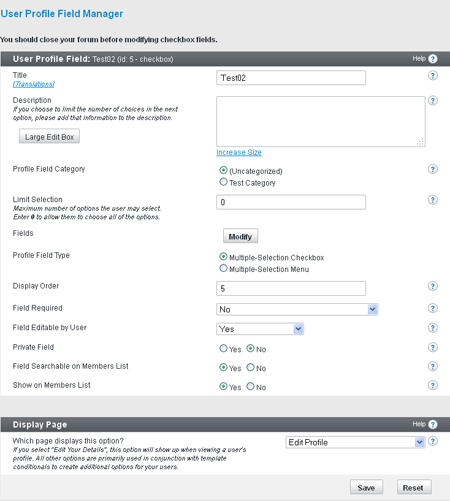 User Profile Field Manager
You should close your forum before modifying checkbox fields.
User Profile Field: Test02 (id: 5 - checkbox)
Help ?
Title
[Translations]
Test02
?
Description
If you choose to limit the number of choices in the next
option, please add that information to the description.
Large Edit Box
Increase Size
?
Profile Field Category
(Uncategorized)
Test Category
?
Limit Selection
Maximum number of options the user may select.
Enter 0 to allow them to choose all of the options.
0
?
Fields
Modify
Profile Field Type
Multiple-Selection Checkbox
Multiple-Selection Menu
Display Order
5
?
Field Required
No
?
Field Editable by User
Yes
?
Private Field
Yes No
?
Field Searchable on Members List
Yes No
?
Show on Members List
Yes No
?
Display Page
Help ?
Which page displays this option?
If you select "Edit Your Details", this option will show up when viewing a user's
profile. All other options are primarily used in conjunction with template
conditionals to create additional options for your users.
Edit Profile
?
Save Reset